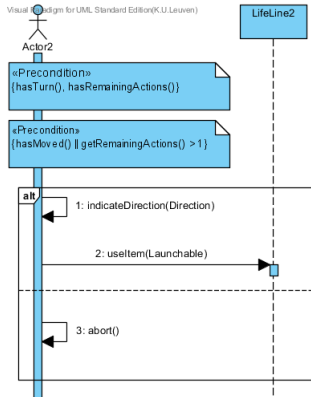 Visual Paradigm for UML Standard Edition(K.U.Leuven)
Actor2
LifeLine2
«Precondition»
{hasTurn(), hasRemainingActions()}
«Precondition»
{hasMoved() || getRemainingActions() >1}
alt
1: indicateDirection(Direction)
2: useItem(Launchable)
3: abort()